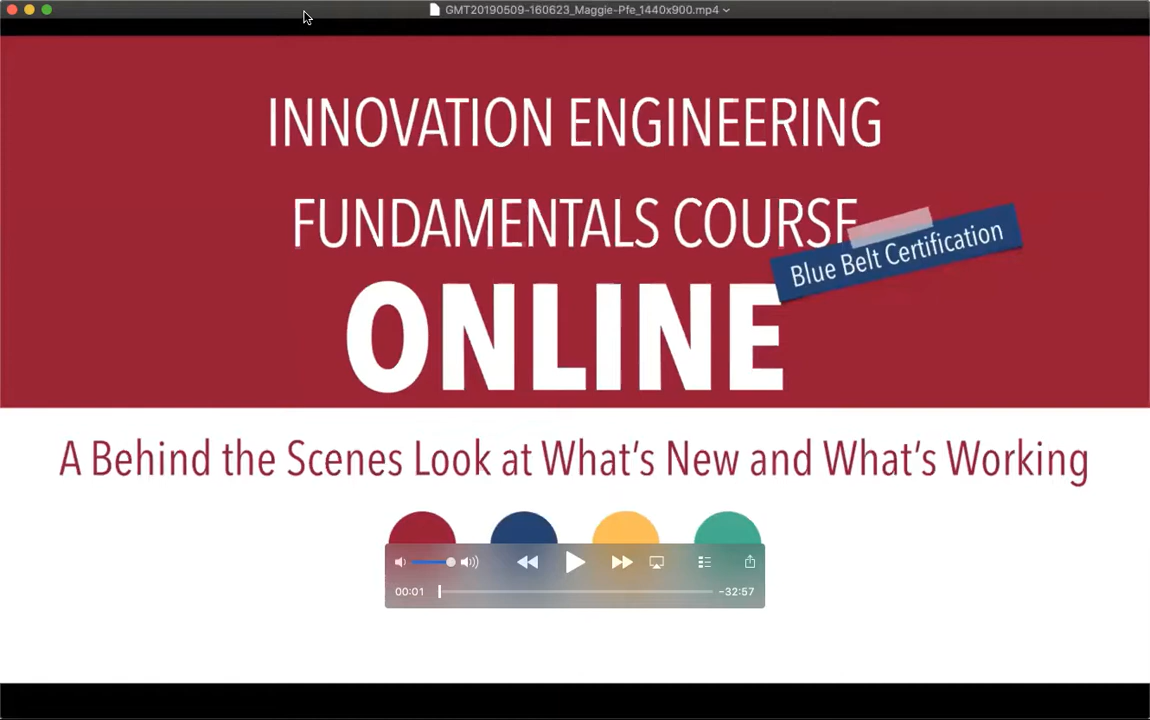 GMT20190509-160623_Maggie-Pfe_1440x900.mp4
INNOVATION ENGINEERING
FUNDAMENTALS COURSE
Blue Belt Certification
ONLINE
A Behind the Scenes Look at What's New and What's Working
00:01
-32:57